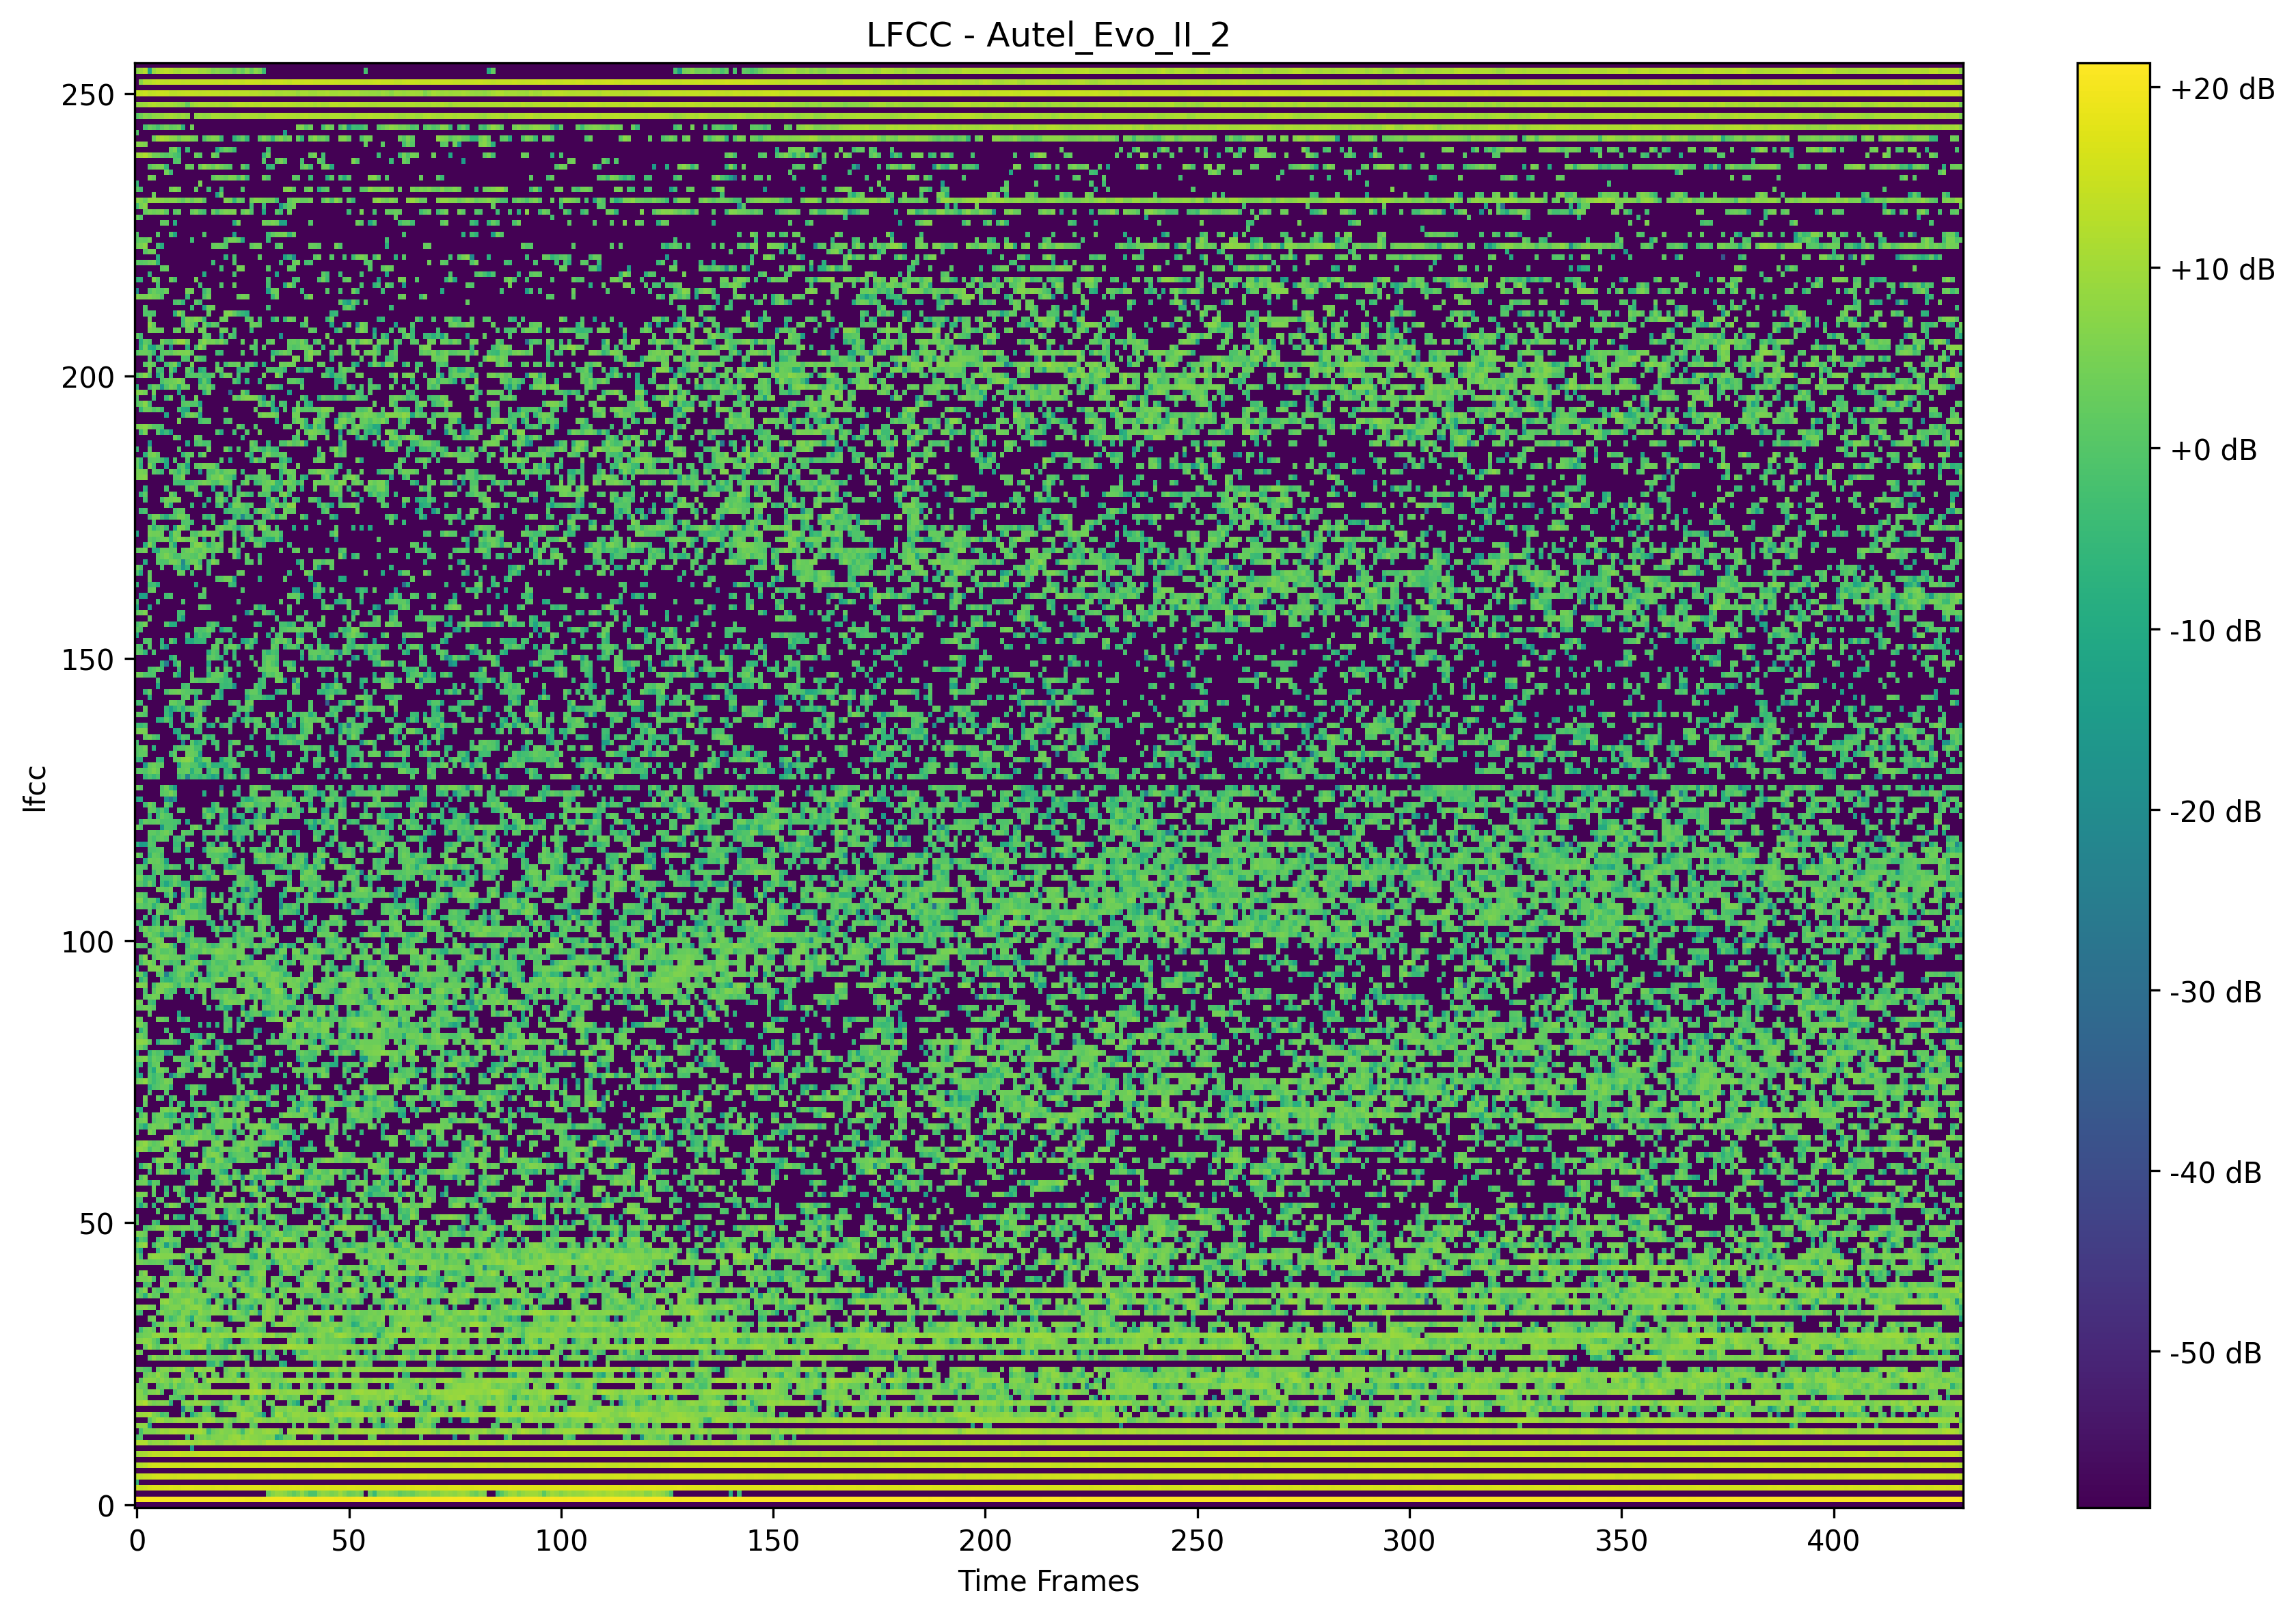 LFCC - Autel_Evo_II_2
250
200
150
100
50
0
lfcc
0 50 100 150 200 250 300 350 400
Time Frames
+20 dB
+10 dB
+0 dB
-10 dB
-20 dB
-30 dB
-40 dB
-50 dB